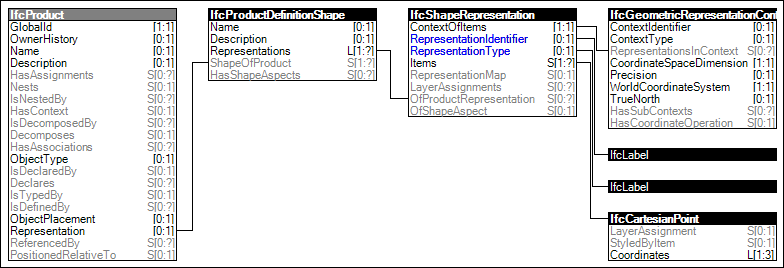 IfcProduct
GlobalId [1:1]
OwnerHistory [0:1]
Name [0:1]
Description [0:1]
HasAssignments S[0:?]
Nests S[0:1]
IsNestedBy S[0:?]
HasContext S[0:1]
IsDecomposedBy S[0:?]
Decomposes S[0:1]
HasAssociations S[0:?]
ObjectType [0:1]
IsDeclaredBy S[0:1]
Declares S[0:?]
IsTypedBy S[0:1]
IsDefinedBy S[0:?]
ObjectPlacement [0:1]
Representation [0:1]
ReferencedBy S[0:?]
PositionedRelativeTo S[0:1]
IfcProductDefinitionShape
Name [0:1]
Description [0:1]
Representations L[1:?]
ShapeOfProduct S[1:?]
HasShapeAspects S[0:?]
IfcShapeRepresentation
ContextOfItems [1:1]
RepresentationIdentifier [0:1]
RepresentationType [0:1]
Items S[1:?]
RepresentationMap S[0:1]
LayerAssignments S[0:?]
OfProductRepresentation S[0:?]
OfShapeAspect S[0:1]
IfcGeometricRepresentationCon
ContextIdentifier [0:1]
ContextType [0:1]
RepresentationsInContext S[0:?]
CoordinateSpaceDimension [1:1]
Precision [0:1]
WorldCoordinateSystem [1:1]
TrueNorth [0:1]
HasSubContexts S[0:?]
HasCoordinateOperation S[0:1]
IfcLabel
IfcLabel
IfcCartesianPoint
LayerAssignment S[0:1]
StyledByItem S[0:1]
Coordinates L[1:3]